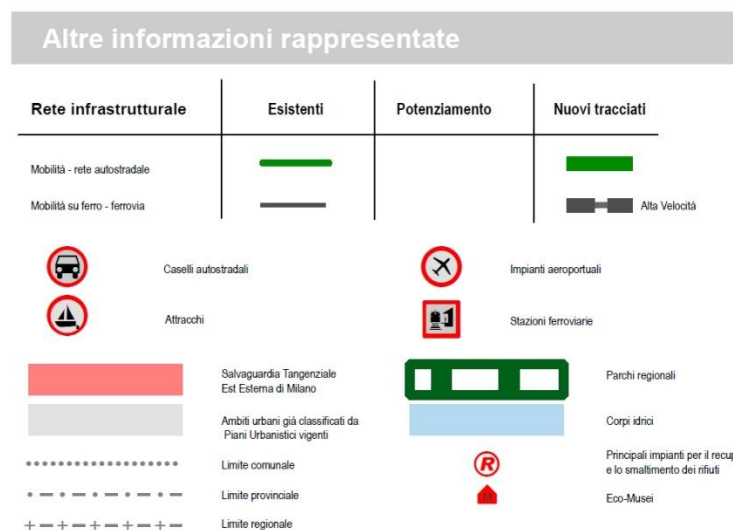 Altre informazioni rappresentate
Rete infrastrutturale Esistenti Potenziamento Nuovi tracciati
Mobilità - rete autostradale
Mobilità su ferro - ferrovia Alta Velocità
Caselli autostradali Impianti aeroportuali
Attracchi Stazioni ferroviarie
Salvaguardia Tangenziale
Est Esterna di Milano
Parchi regionali
Ambiti urbani già classificati da
Piani Urbanistici vigenti
Corpi idrici
Limite comunale
R
Principali impianti per il
e lo smaltimento dei rifiuti
Limite provinciale
M
Eco-Musei
Limite regionale